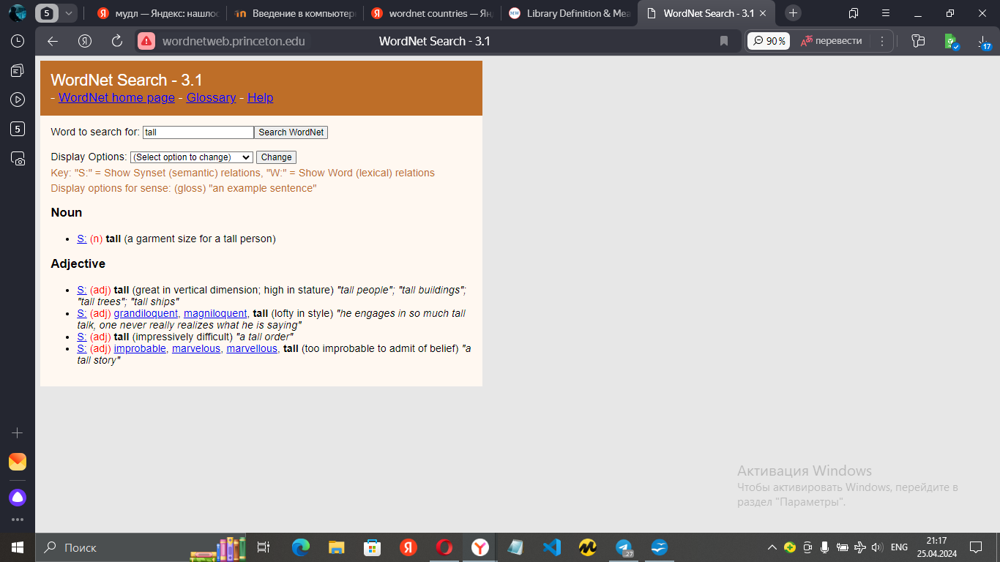 5
мудл — Яндекс: нашлос
Введение в компьютерн
wordnet countries — Ян
Library Definition & Mea
WordNet Search - 3.1
wordnetweb.princeton.edu
WordNet Search - 3.1
90 %
перевести
17
5
WordNet Search - 3.1
- WordNet home page - Glossary - Help
Word to search for: tall Search WordNet
Display Options: (Select option to change) Change
Key: "S:" = Show Synset (semantic) relations, "W:" = Show Word (lexical) relations
Display options for sense: (gloss) "an example sentence"
Noun
• S: (n) tall (a garment size for a tall person)
Adjective
• S: (adj) tall (great in vertical dimension; high in stature) "tall people"; "tall buildings";
"tall trees"; "tall ships"
• S: (adj) grandiloquent, magniloquent, tall (lofty in style) "he engages in so much tall
talk, one never really realizes what he is saying"
• S: (adj) tall (impressively difficult) "a tall order"
• S: (adj) improbable, marvelous, marvellous, tall (too improbable to admit of belief) "a
tall story"
Активация Windows
Чтобы активировать Windows, перейдите в
раздел "Параметры".
Поиск
27
ENG
21:17
25.04.2024